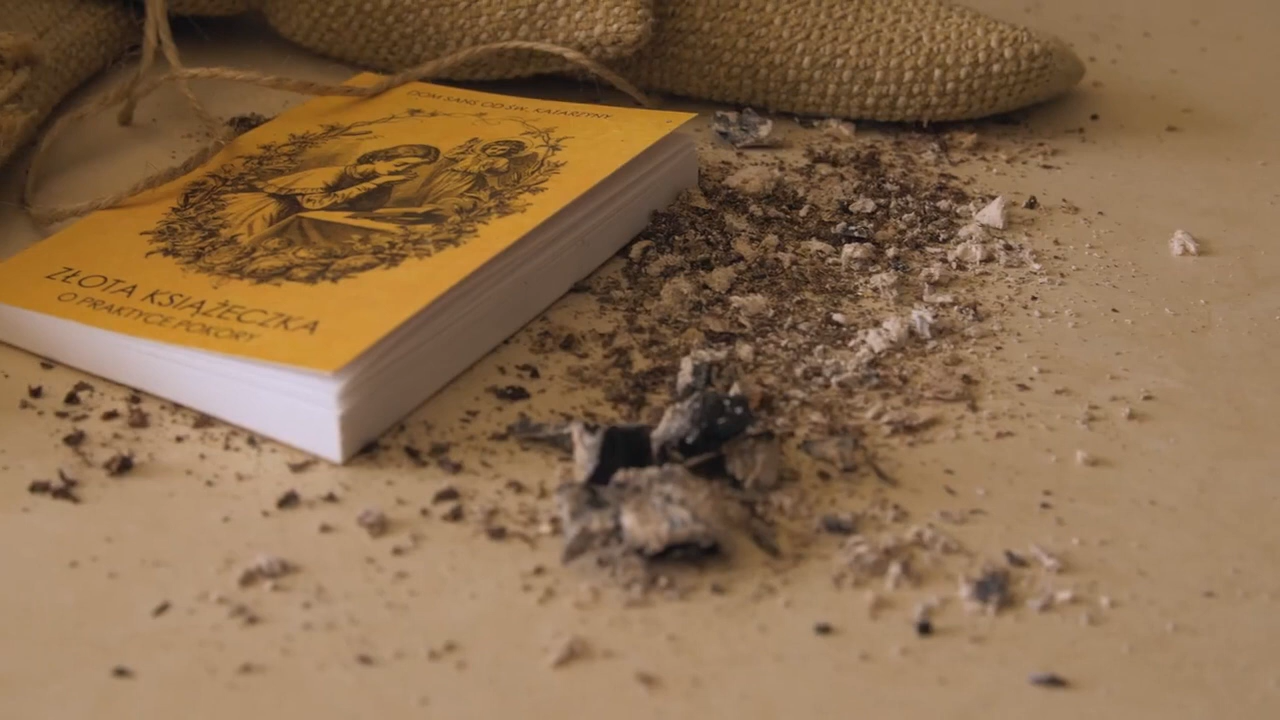 DOM SANS OD ŚW. KATARZYNY
ZŁOTA KSIĄŻECZKA
O PRAKTYCE POKORY